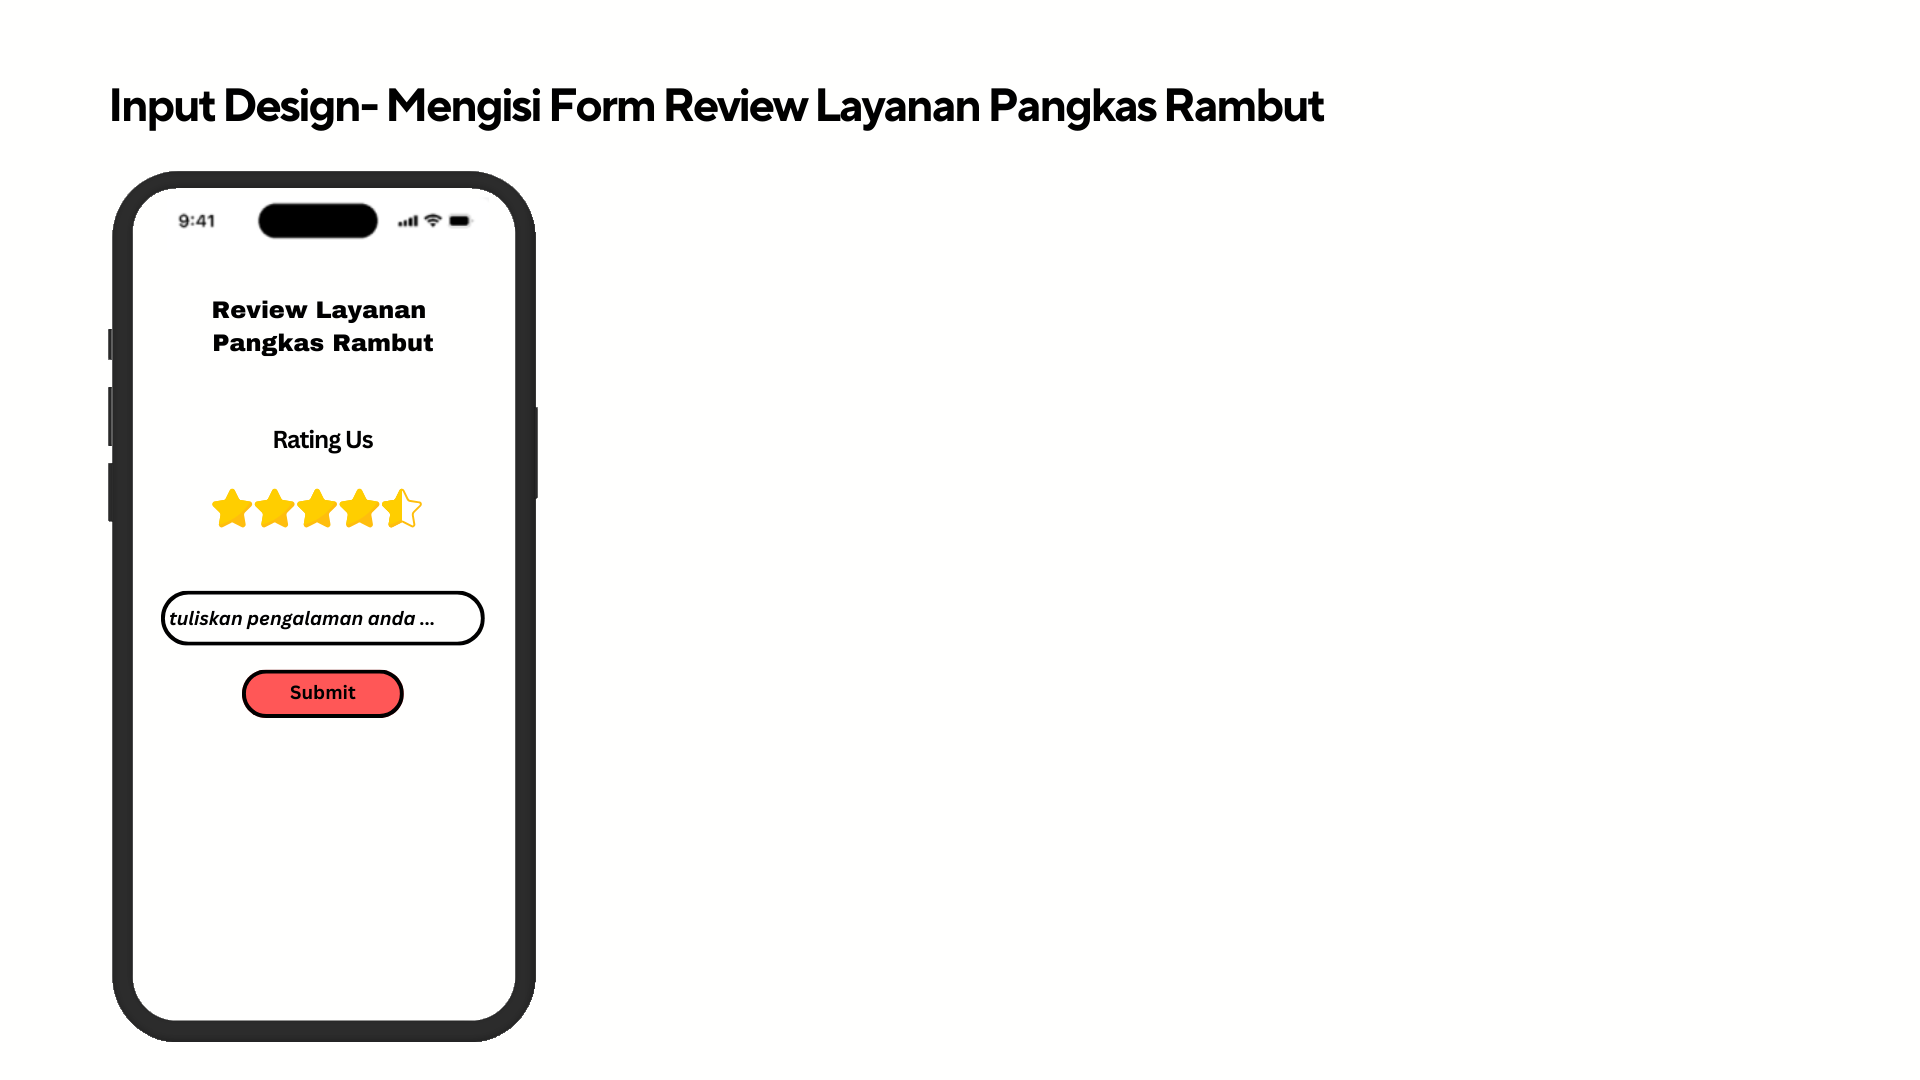 Input Design- Mengisi Form Review Layanan Pangkas Rambut
9:41
Review Layanan
Pangkas Rambut
Rating Us
tuliskan pengalaman anda ...
Submit